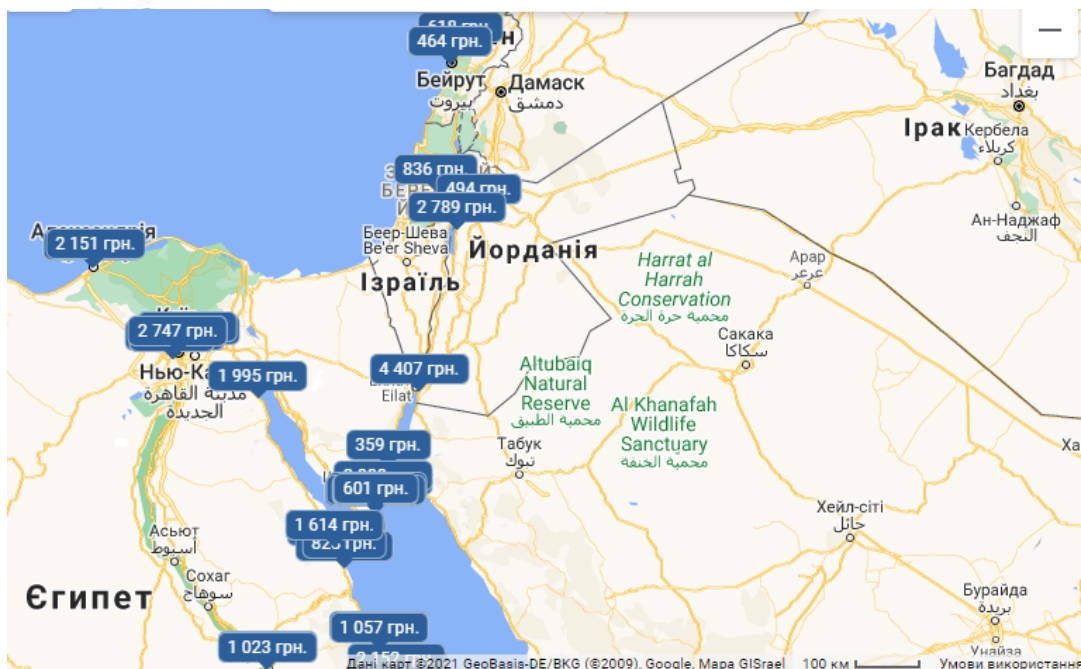 464 грн.
Бейрут
بيروت
Дамаск
دمشق
Багдад
بغداد
Ірак
Кербела
كربلاء
836 грн.
494 грн.
2 789 грн.
Ан-Наджаф
النجف
2 151 грн.
Беер-Шева
Be'er Sheva
Йорданія
Ізраїль
Harrat al
Harrah
Conservation
محمية حرة الحرة
Арар
عرعر
2 747 грн.
Сакака
سكاكا
1 995 грн.
4 407 грн.
Eilat
Altubaiq
Natural
Reserve
محمية الطبيق
Al Khanafah
Wildlife
Sanctuary
محمية الخنفة
مدينة القاهرة
الجديدة
359 грн.
Табук
تبوك
601 грн.
1 614 грн.
Хейл-сіті
حائل
Асьют
أسيوط
Сохаг
سوهاج
Єгипет
Бурайда
بريدة
1 057 грн.
1 023 грн.
Унайза
Дані карт ©2021 GeoBasis-DE/BKG (©2009), Google, Mapa GISrael
100 км
Умови використання